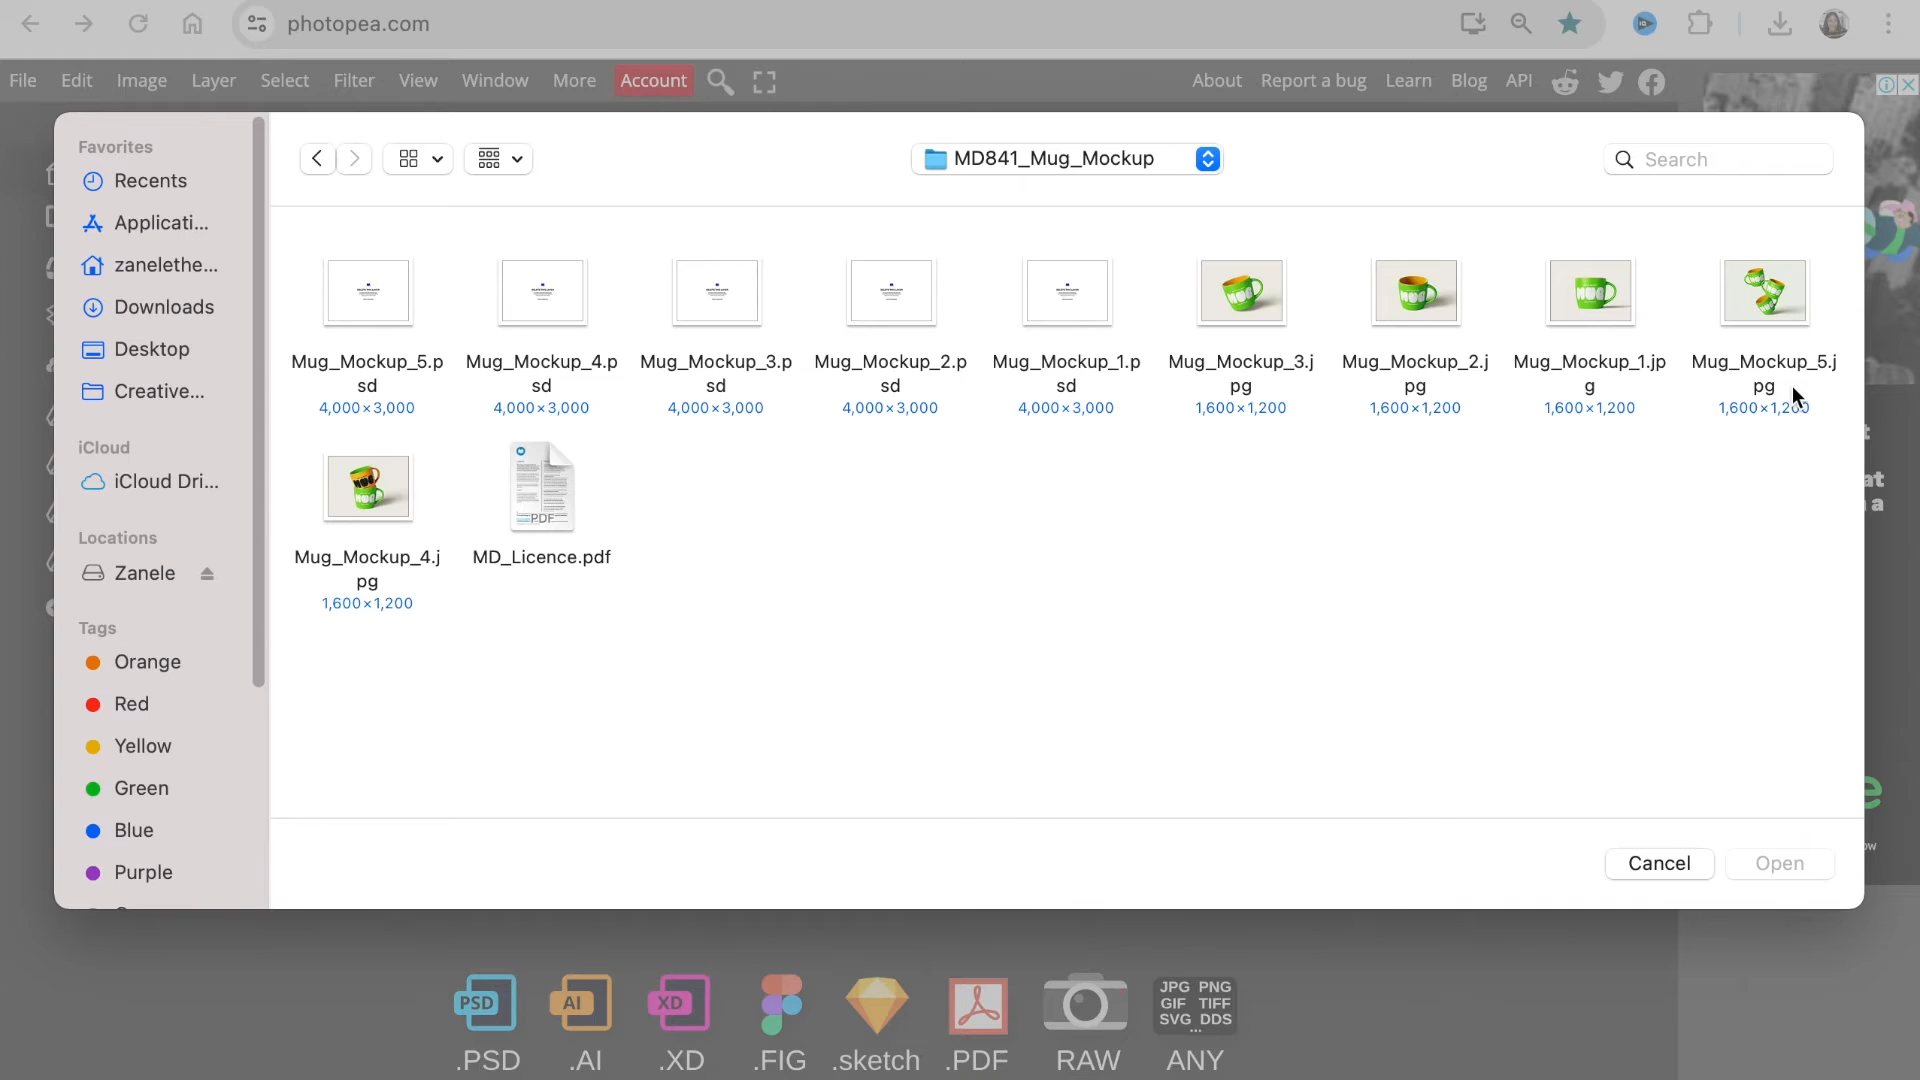 photopea.com
File Edit Image Layer Select Filter View Window More Account About Report a bug Learn Blog API
Favorites
Recents
Applicati...
zanelethe...
Downloads
Desktop
Creative...
iCloud
iCloud Dri...
Locations
Zanele
Tags
Orange
Red
Yellow
Green
Blue
Purple
MD841_Mug_Mockup
Search
Mug_Mockup_5.p
sd
4,000×3,000
Mug_Mockup_4.p
sd
4,000×3,000
Mug_Mockup_3.p
sd
4,000×3,000
Mug_Mockup_2.p
sd
4,000×3,000
Mug_Mockup_1.p
sd
4,000×3,000
Mug_Mockup_3.j
pg
1,600×1,200
Mug_Mockup_2.j
pg
1,600×1,200
Mug_Mockup_1.jp
g
1,600×1,200
Mug_Mockup_5.j
pg
1,600×1,200
Mug_Mockup_4.j
pg
1,600×1,200
PDF
MD_Licence.pdf
Cancel Open
PSD AI XD
JPG PNG
GIF TIFF
SVG DDS
...
.PSD .AI .XD .FIG .sketch .PDF RAW ANY